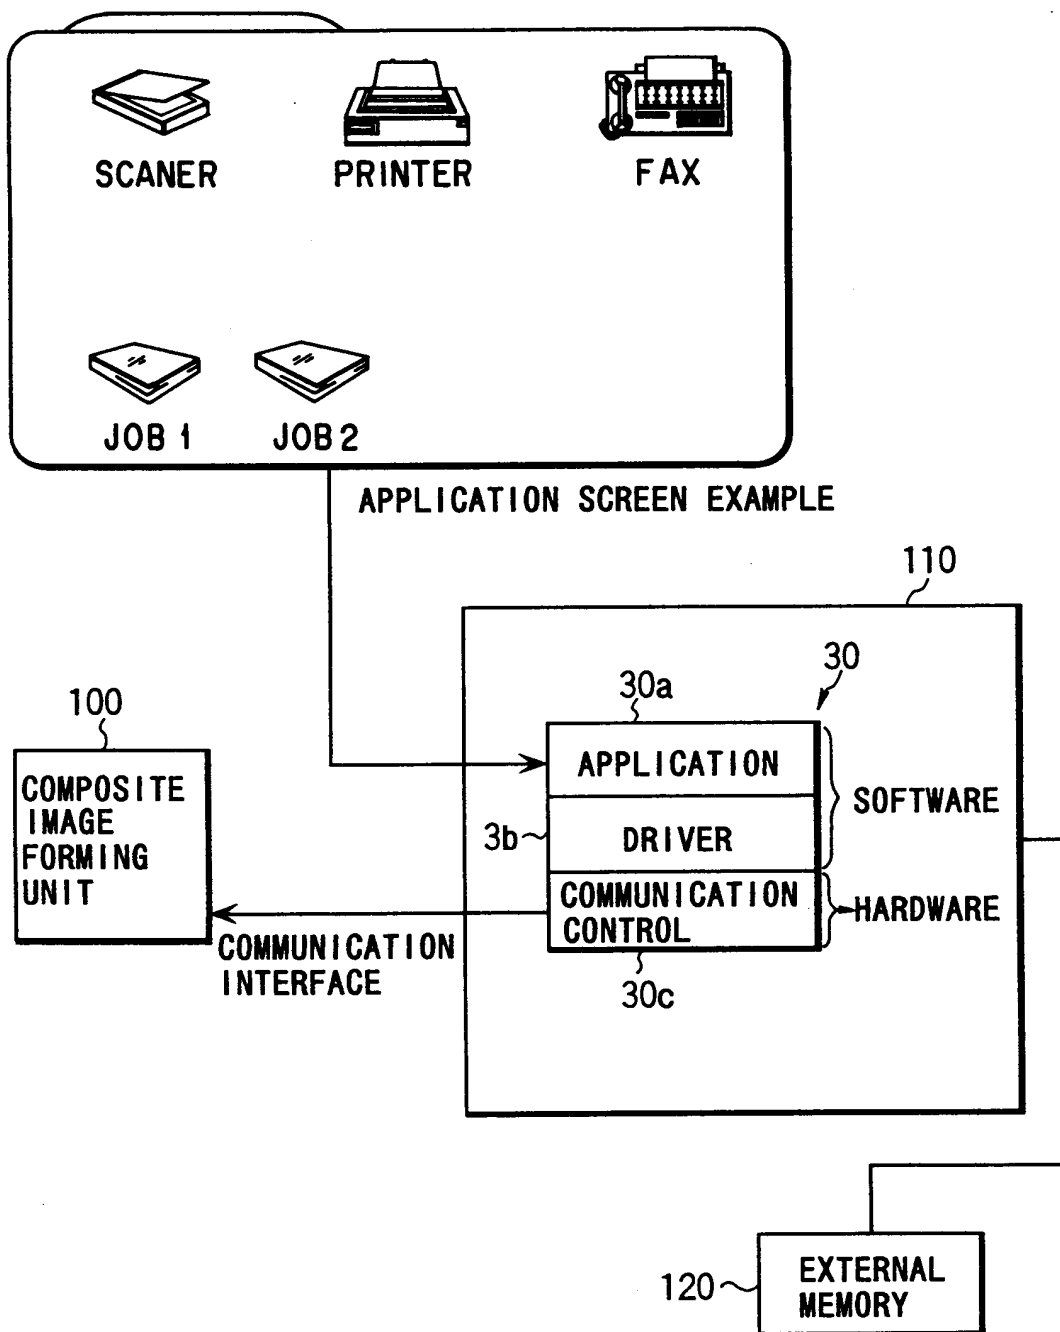 SCANER
PRINTER
FAX
JOB 1
JOB 2
APPLICATION SCREEN EXAMPLE
110
30
30a
100
COMPOSITE
IMAGE
FORMING
UNIT
APPLICATION
SOFTWARE
3b
DRIVER
COMMUNICATION
CONTROL
HARDWARE
COMMUNICATION
INTERFACE
30c
120
EXTERNAL
MEMORY